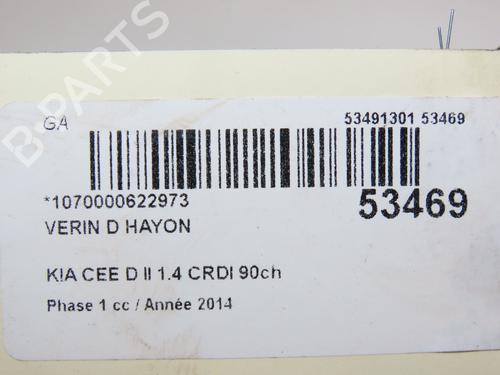 GA
53491301 53469
*1070000622973
53469
VERIN D HAYON
KIA CEE D II 1.4 CRDI 90ch
Phase 1 cc / Année 2014
B-PARTS